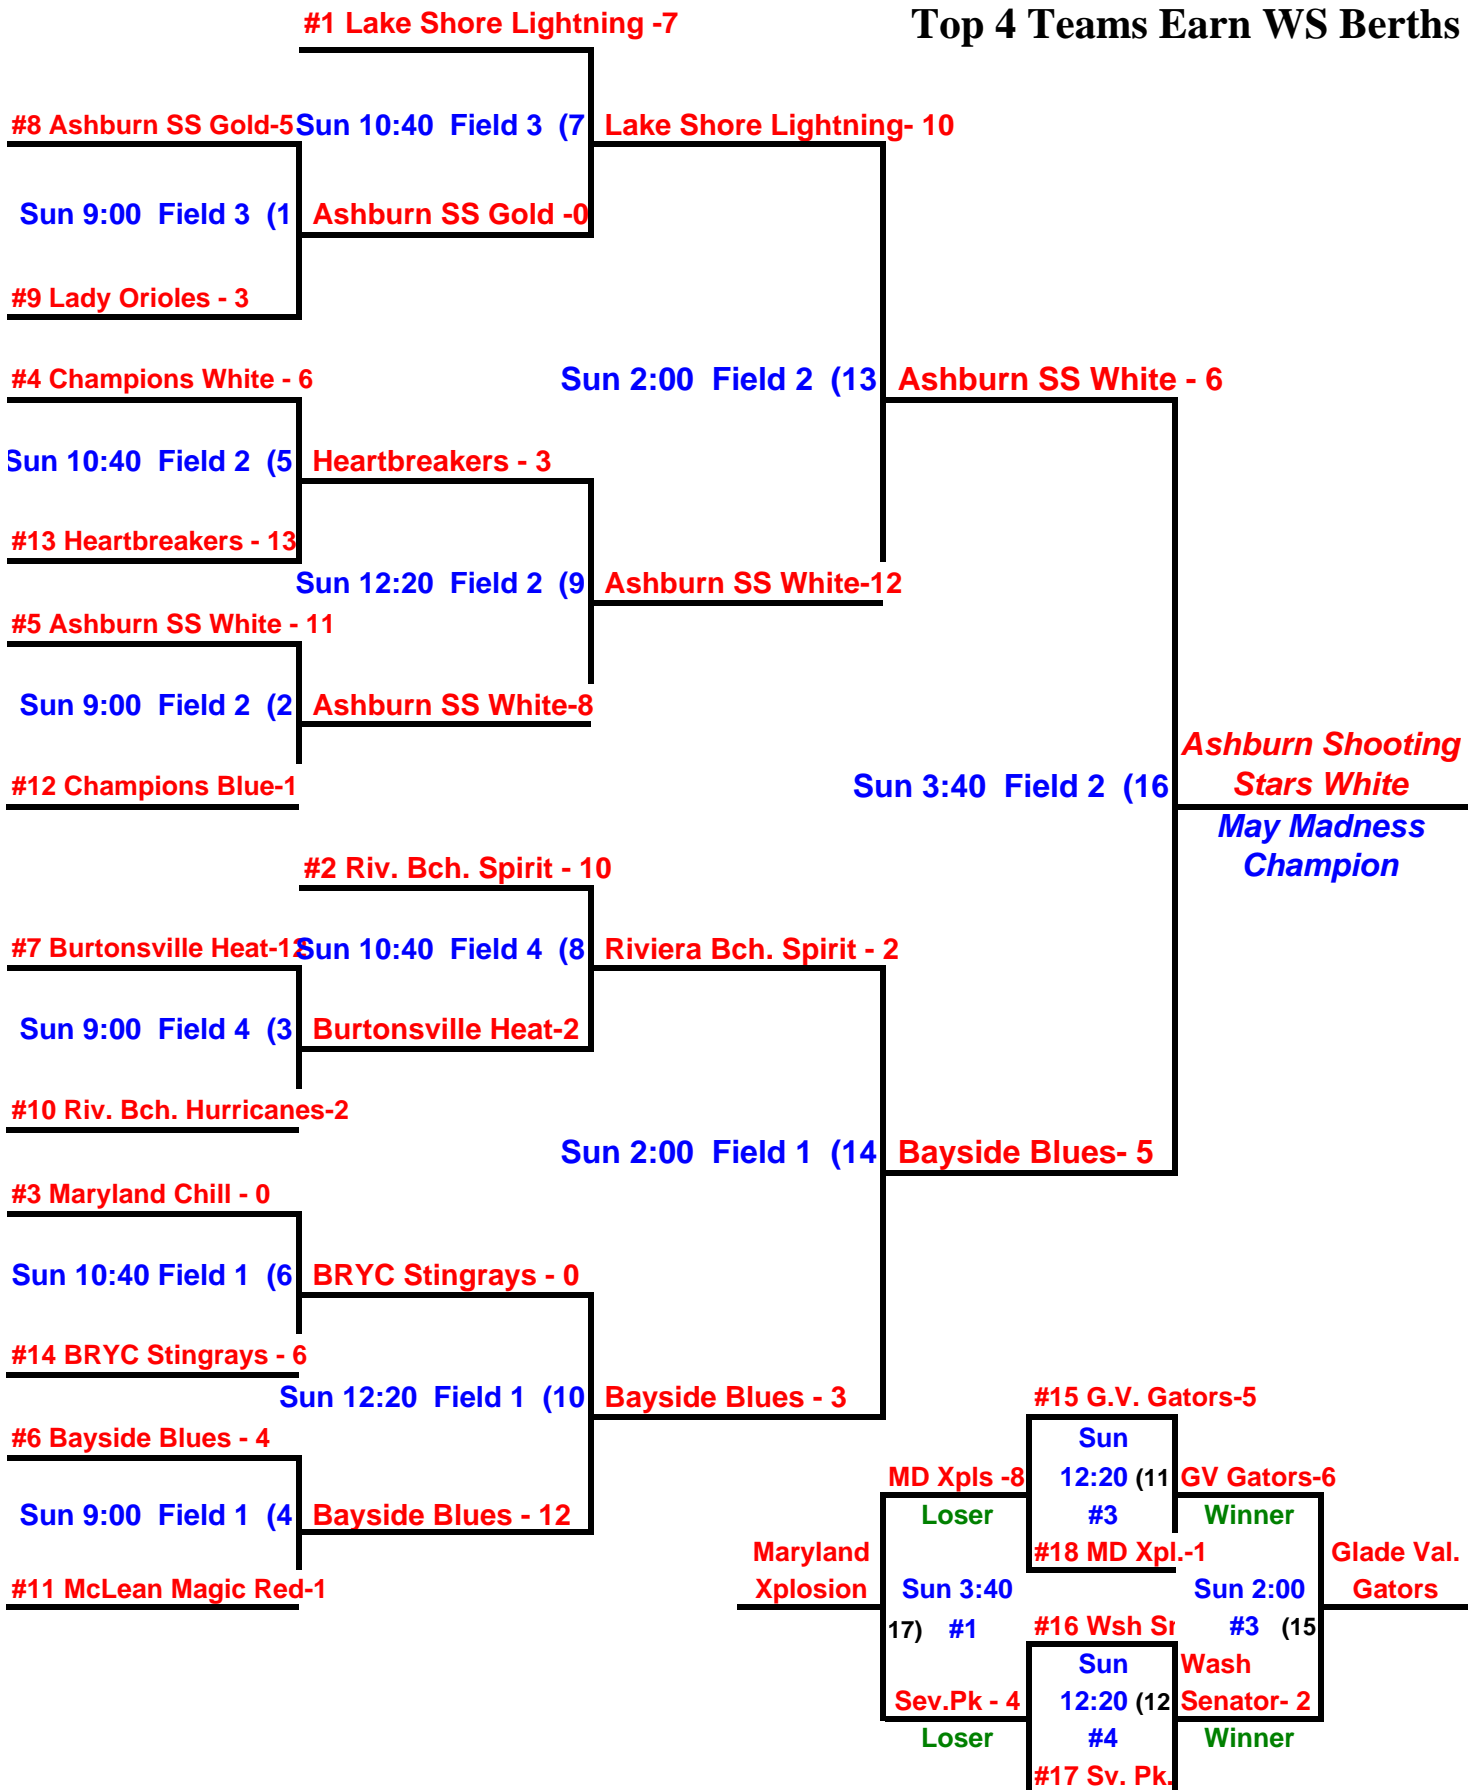 #1 Lake Shore Lightning -7
Top 4 Teams Earn WS Berths
#8 Ashburn SS Gold-5
Sun 10:40 Field 3 (7
Lake Shore Lightning- 10
Sun 9:00 Field 3 (1
Ashburn SS Gold -0
#9 Lady Orioles - 3
#4 Champions White - 6
Sun 2:00 Field 2 (13
Ashburn SS White - 6
Sun 10:40 Field 2 (5
Heartbreakers - 3
#13 Heartbreakers - 13
Sun 12:20 Field 2 (9
Ashburn SS White-12
#5 Ashburn SS White - 11
Sun 9:00 Field 2 (2
Ashburn SS White-8
#12 Champions Blue-1
Sun 3:40 Field 2 (16
Ashburn Shooting
Stars White
May Madness
Champion
#2 Riv. Bch. Spirit - 10
#7 Burtonsville Heat-12
Sun 10:40 Field 4 (8
Riviera Bch. Spirit - 2
Sun 9:00 Field 4 (3
Burtonsville Heat-2
#10 Riv. Bch. Hurricanes-2
Sun 2:00 Field 1 (14
Bayside Blues- 5
#3 Maryland Chill - 0
Sun 10:40 Field 1 (6
BRYC Stingrays - 0
#14 BRYC Stingrays - 6
Sun 12:20 Field 1 (10
Bayside Blues - 3
#6 Bayside Blues - 4
Sun 9:00 Field 1 (4
Bayside Blues - 12
#11 McLean Magic Red-1
#15 G.V. Gators-5
Sun
MD Xpls -8
12:20 (11
GV Gators-6
Loser
#3
Winner
Maryland
Xplosion
#18 MD Xpl.-1
Glade Val.
Gators
Sun 3:40
Sun 2:00
17) #1
#16 Wsh Sr
#3 (15
Sun
Wash
Sev.Pk - 4
12:20 (12
Senator- 2
Loser
#4
Winner
#17 Sv. Pk.